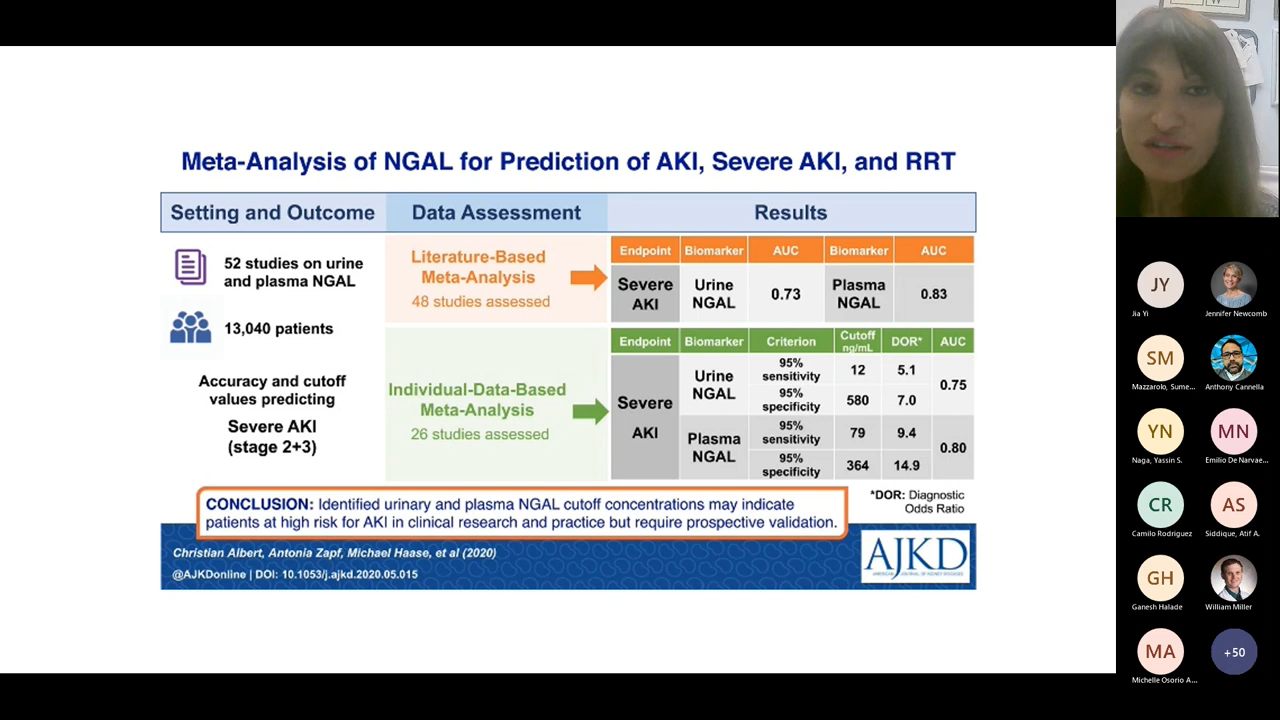 Meta-Analysis of NGAL for Prediction of AKI, Severe AKI, and RRT
Setting and Outcome
Data Assessment
Results
52 studies on urine
and plasma NGAL
13,040 patients
Accuracy and cutoff
values predicting
Severe AKI
(stage 2+3)
Literature-Based
Meta-Analysis
48 studies assessed
Individual-Data-Based
Meta-Analysis
26 studies assessed
Endpoint Biomarker AUC Biomarker AUC
Severe AKI Urine NGAL 0.73 Plasma NGAL 0.83
Endpoint Biomarker Criterion Cutoff ng/mL DOR* AUC
Severe AKI
Urine NGAL
95% sensitivity 12 5.1
0.75
95% specificity 580 7.0
Plasma NGAL
95% sensitivity 79 9.4
0.80
95% specificity 364 14.9
*DOR: Diagnostic
Odds Ratio
CONCLUSION: Identified urinary and plasma NGAL cutoff concentrations may indicate
patients at high risk for AKI in clinical research and practice but require prospective validation.
Christian Albert, Antonia Zapf, Michael Haase, et al (2020)
@AJKDonline | DOI: 10.1053/j.ajkd.2020.05.015
AJKD
AMERICAN JOURNAL OF KIDNEY DISEASES
JY
Jia Yi
Jennifer Newcomb
SM
Mazzarolo, Sume...
Anthony Cannella
YN
Naga, Yassin S.
MN
Emilio De Narvae...
CR
Camilo Rodriguez
AS
Siddique, Atif A.
GH
Ganesh Halade
William Miller
MA
Michelle Osorio A...
+50